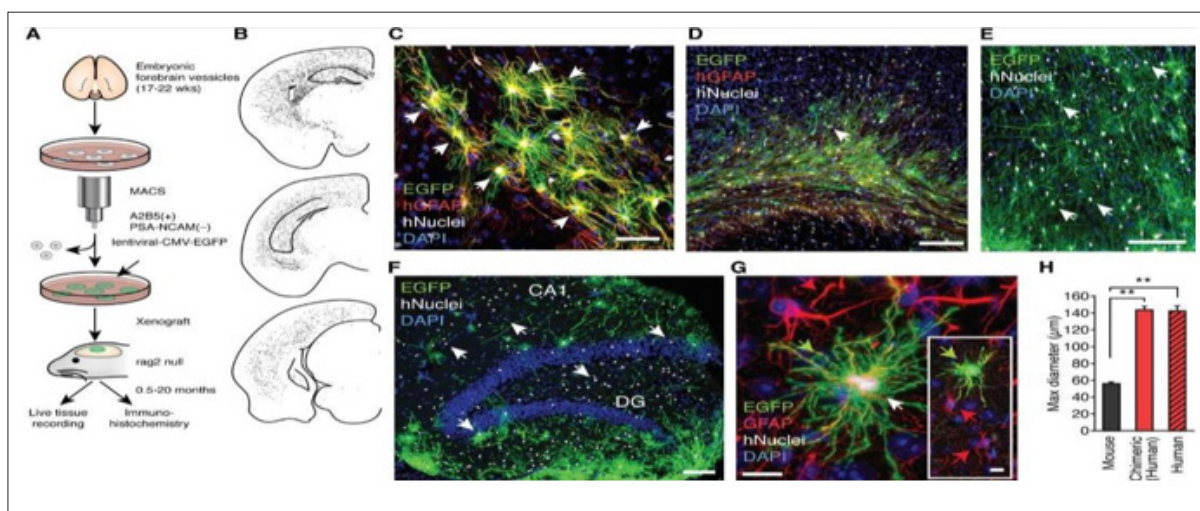 A
Embryonic
forebrain vessicles
(17-22 wks)
MACS
A2B5(+)
PSA-NCAM(−)
lentiviral-CMV-EGFP
Xenograft
rag2 null
0.5-20 months
Live tissue
recording
Immuno-
histochemistry
B
C
EGFP
hGFAP
hNuclei
DAPI
D
EGFP
hGFAP
hNuclei
DAPI
E
EGFP
hNuclei
DAPI
F
EGFP
hNuclei
DAPI
CA1
DG
G
EGFP
GFAP
hNuclei
DAPI
H
**
**
Max diameter (µm)
160
140
120
100
80
60
40
20
0
Mouse
Chimeric
(Human)
Human